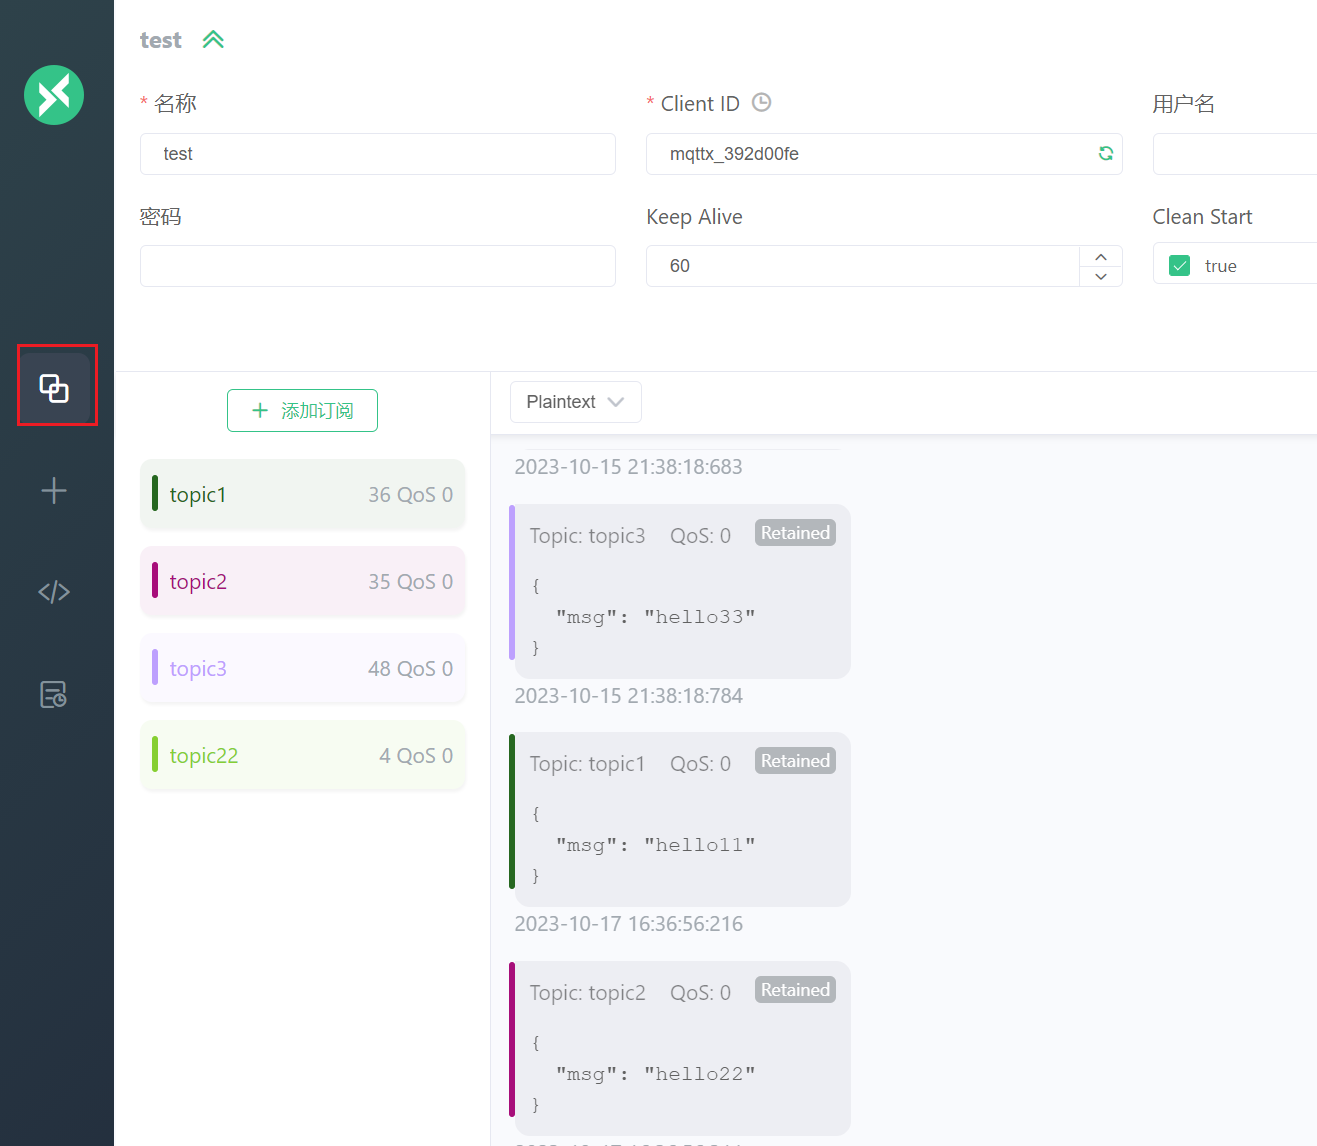 test
* 名称
* Client ID
用户名
test
mqttx_392d00fe
密码
Keep Alive
Clean Start
60
true
添加订阅
Plaintext
topic1 36 QoS 0
topic2 35 QoS 0
topic3 48 QoS 0
topic22 4 QoS 0
2023-10-15 21:38:18:683
Topic: topic3 QoS: 0 Retained
{
"msg": "hello33"
}
2023-10-15 21:38:18:784
Topic: topic1 QoS: 0 Retained
{
"msg": "hello11"
}
2023-10-17 16:36:56:216
Topic: topic2 QoS: 0 Retained
{
"msg": "hello22"
}